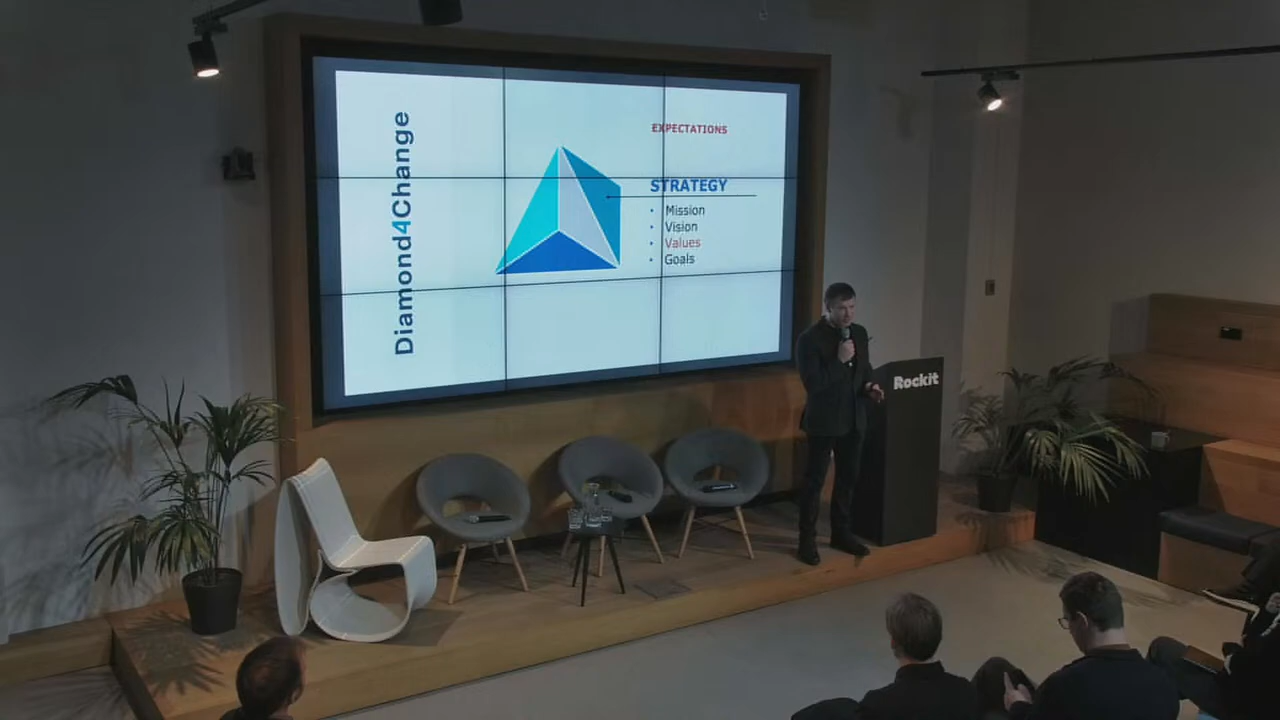 Diamond4Change
EXPECTATIONS
STRATEGY
Mission
Vision
Values
Goals
Rockit